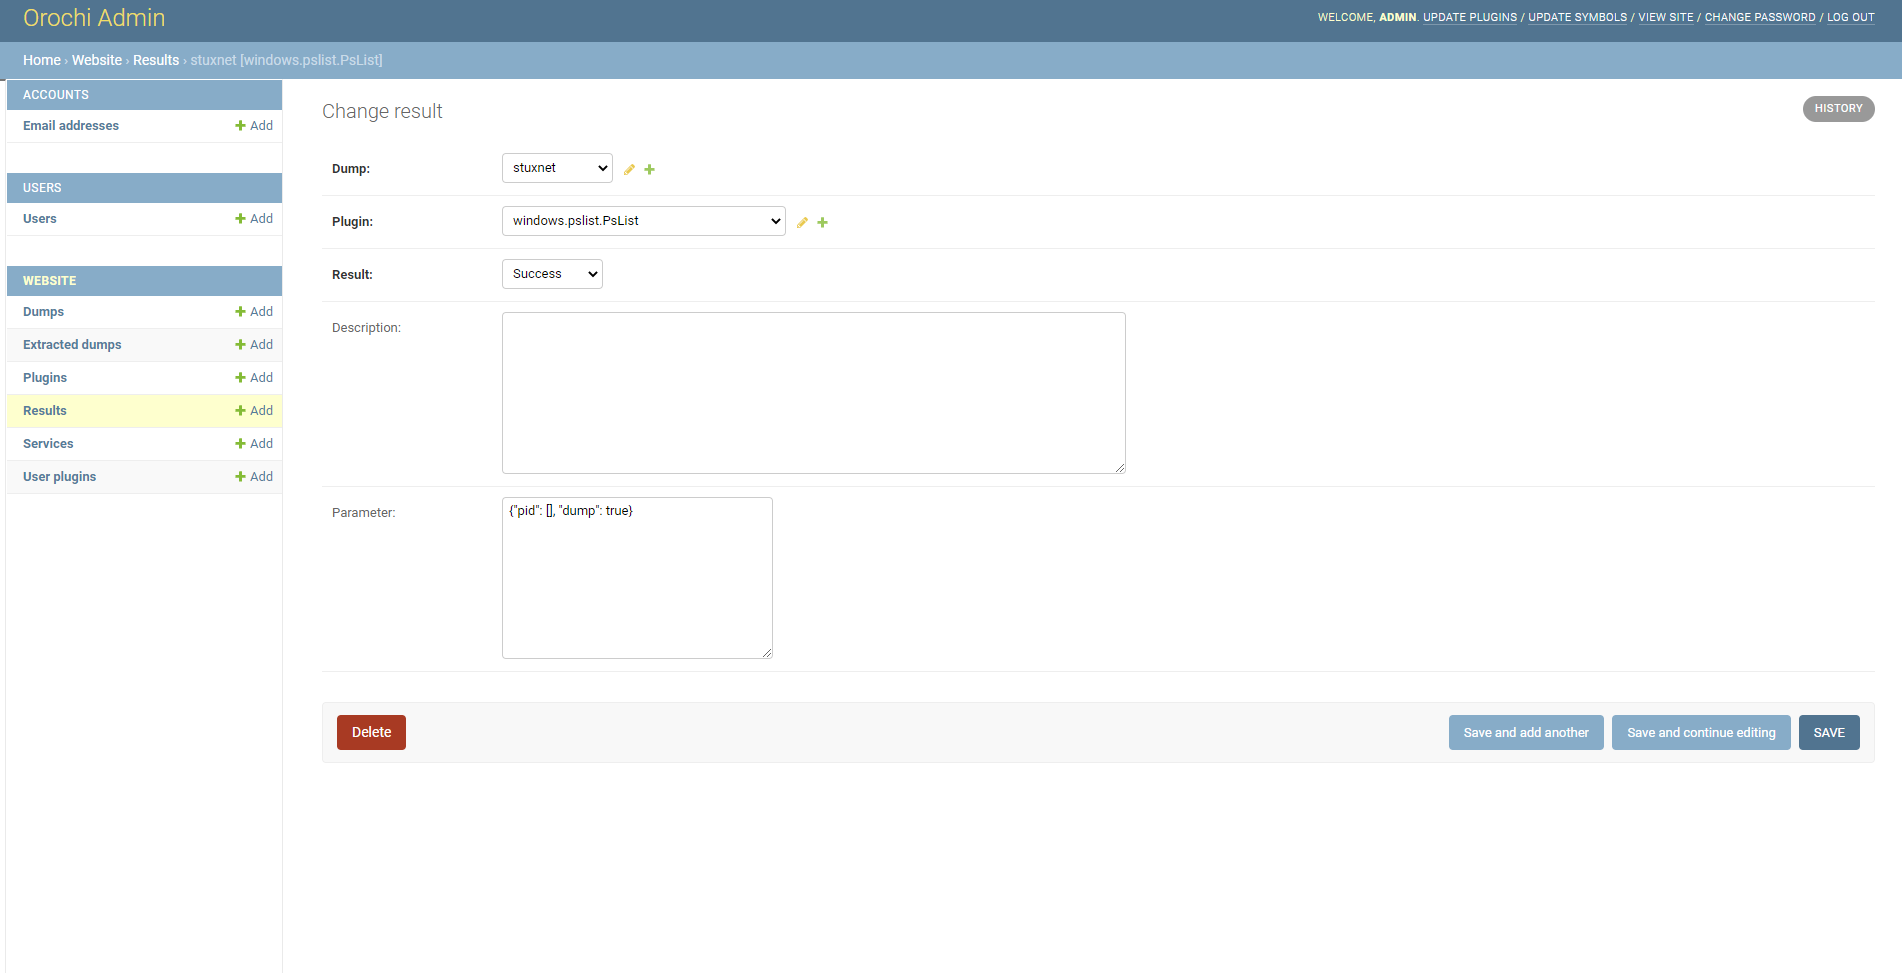 Orochi Admin
WELCOME, ADMIN. UPDATE PLUGINS / UPDATE SYMBOLS / VIEW SITE / CHANGE PASSWORD / LOG OUT
Home › Website › Results › stuxnet [windows.pslist.PsList]
ACCOUNTS
Email addresses Add
USERS
Users Add
WEBSITE
Dumps Add
Extracted dumps Add
Plugins Add
Results Add
Services Add
User plugins Add
Change result
HISTORY
Dump: stuxnet
Plugin: windows.pslist.PsList
Result: Success
Description:
Parameter: {"pid": [], "dump": true}
Delete
Save and add another
Save and continue editing
SAVE